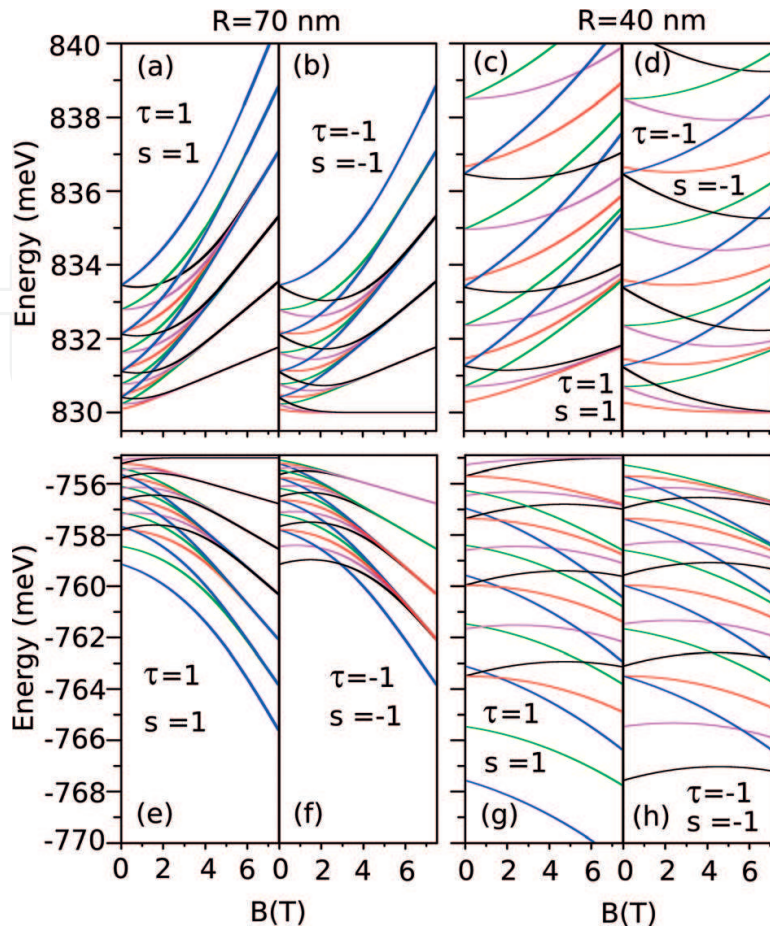 R=70 nm
R=40 nm
840
838
836
834
832
830
Energy (meV)
(a)
τ=1
s =1
(b)
τ=-1
s =-1
(c)
τ=1
s =1
(d)
τ=-1
s =-1
-756
-758
-760
-762
-764
-766
-768
-770
Energy (meV)
τ=1
s =1
(e)
τ=-1
s =-1
(f)
τ=1
s =1
(g)
τ=-1
s =-1
(h)
0 2 4 6
0 2 4 6
0 2 4 6
0 2 4 6
B(T)
B(T)
B(T)
B(T)